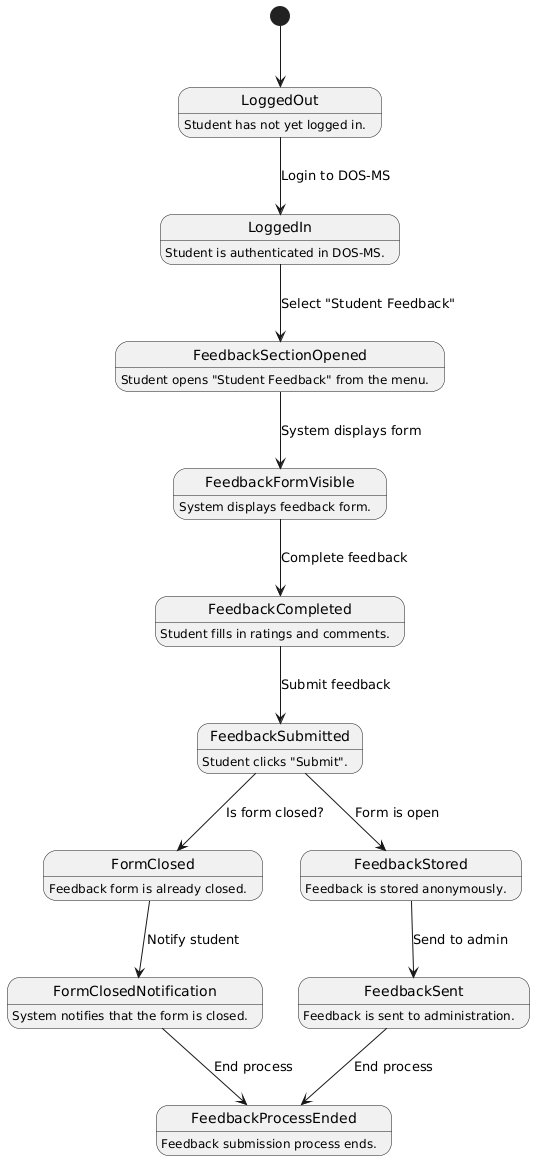 LoggedOut
Student has not yet logged in.
Login to DOS-MS
LoggedIn
Student is authenticated in DOS-MS.
Select "Student Feedback"
FeedbackSectionOpened
Student opens "Student Feedback" from the menu.
System displays form
FeedbackFormVisible
System displays feedback form.
Complete feedback
FeedbackCompleted
Student fills in ratings and comments.
Submit feedback
FeedbackSubmitted
Student clicks "Submit".
Is form closed?
Form is open
FormClosed
Feedback form is already closed.
FeedbackStored
Feedback is stored anonymously.
Notify student
Send to admin
FormClosedNotification
System notifies that the form is closed.
FeedbackSent
Feedback is sent to administration.
End process
End process
FeedbackProcessEnded
Feedback submission process ends.